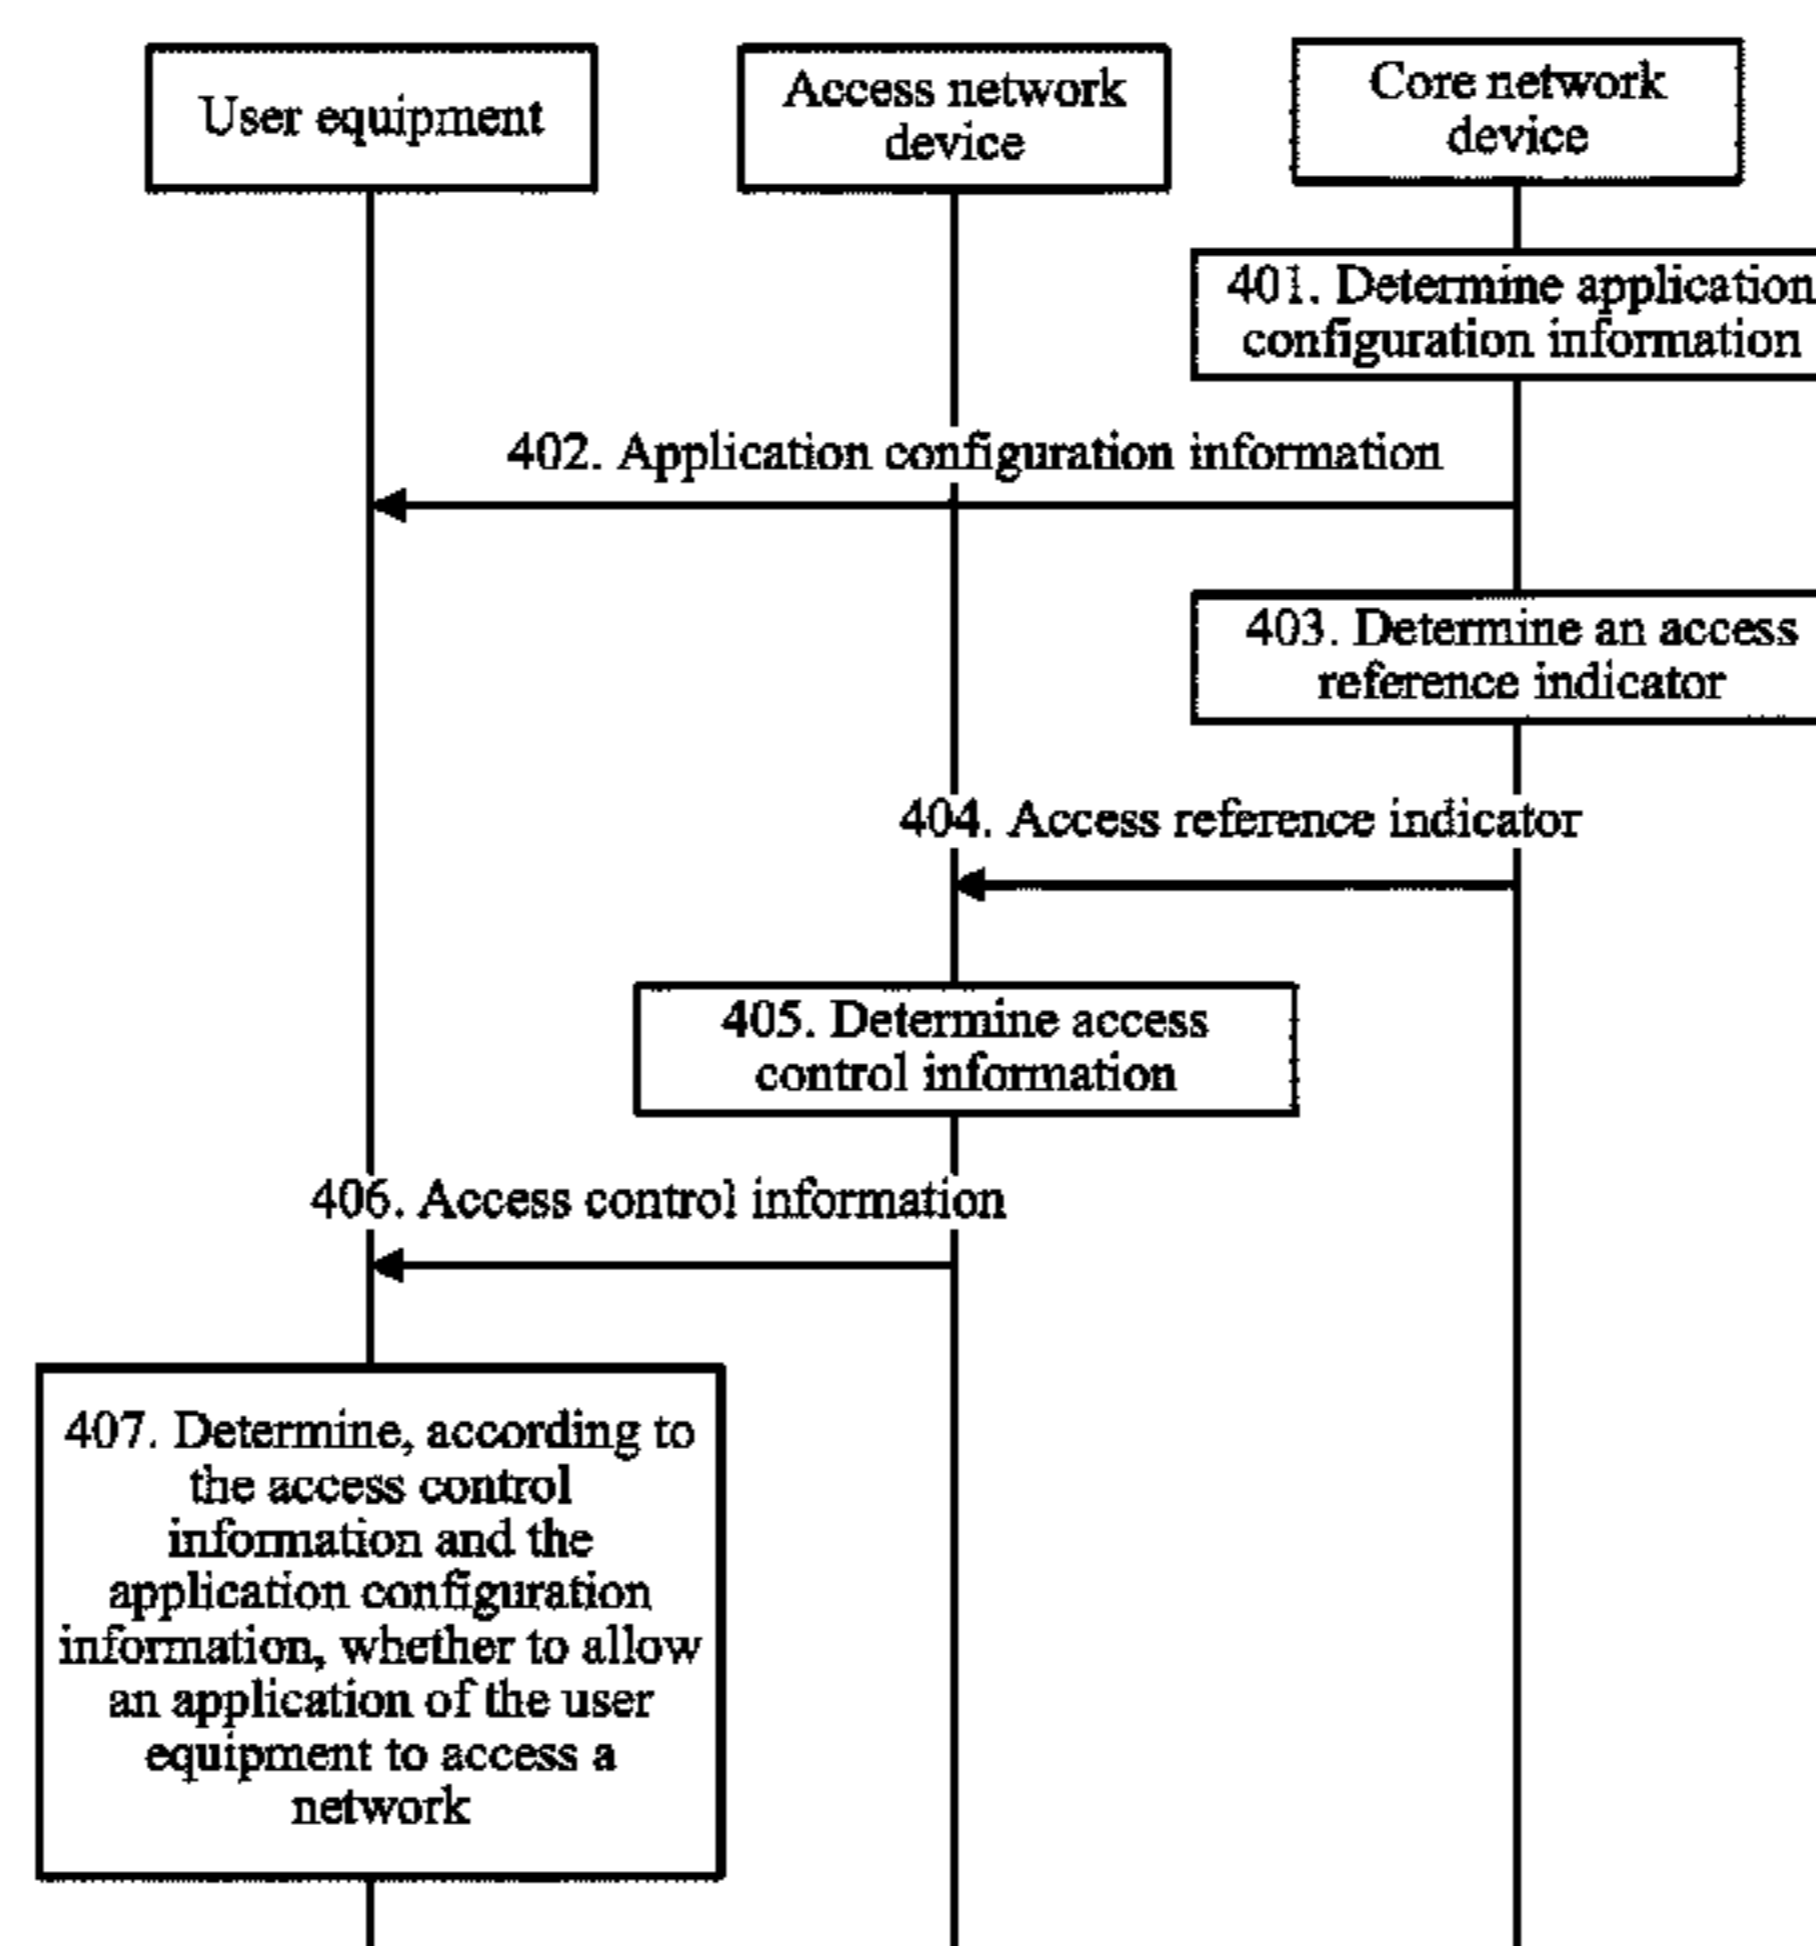 User equipment
Access network
device
Core network
device
401. Determine application
configuration information
402. Application configuration information
403. Determine an access
reference indicator
404. Access reference indicator
405. Determine access
control information
406. Access control information
407. Determine, according to
the access control
information and the
application configuration
information, whether to allow
an application of the user
equipment to access a
network